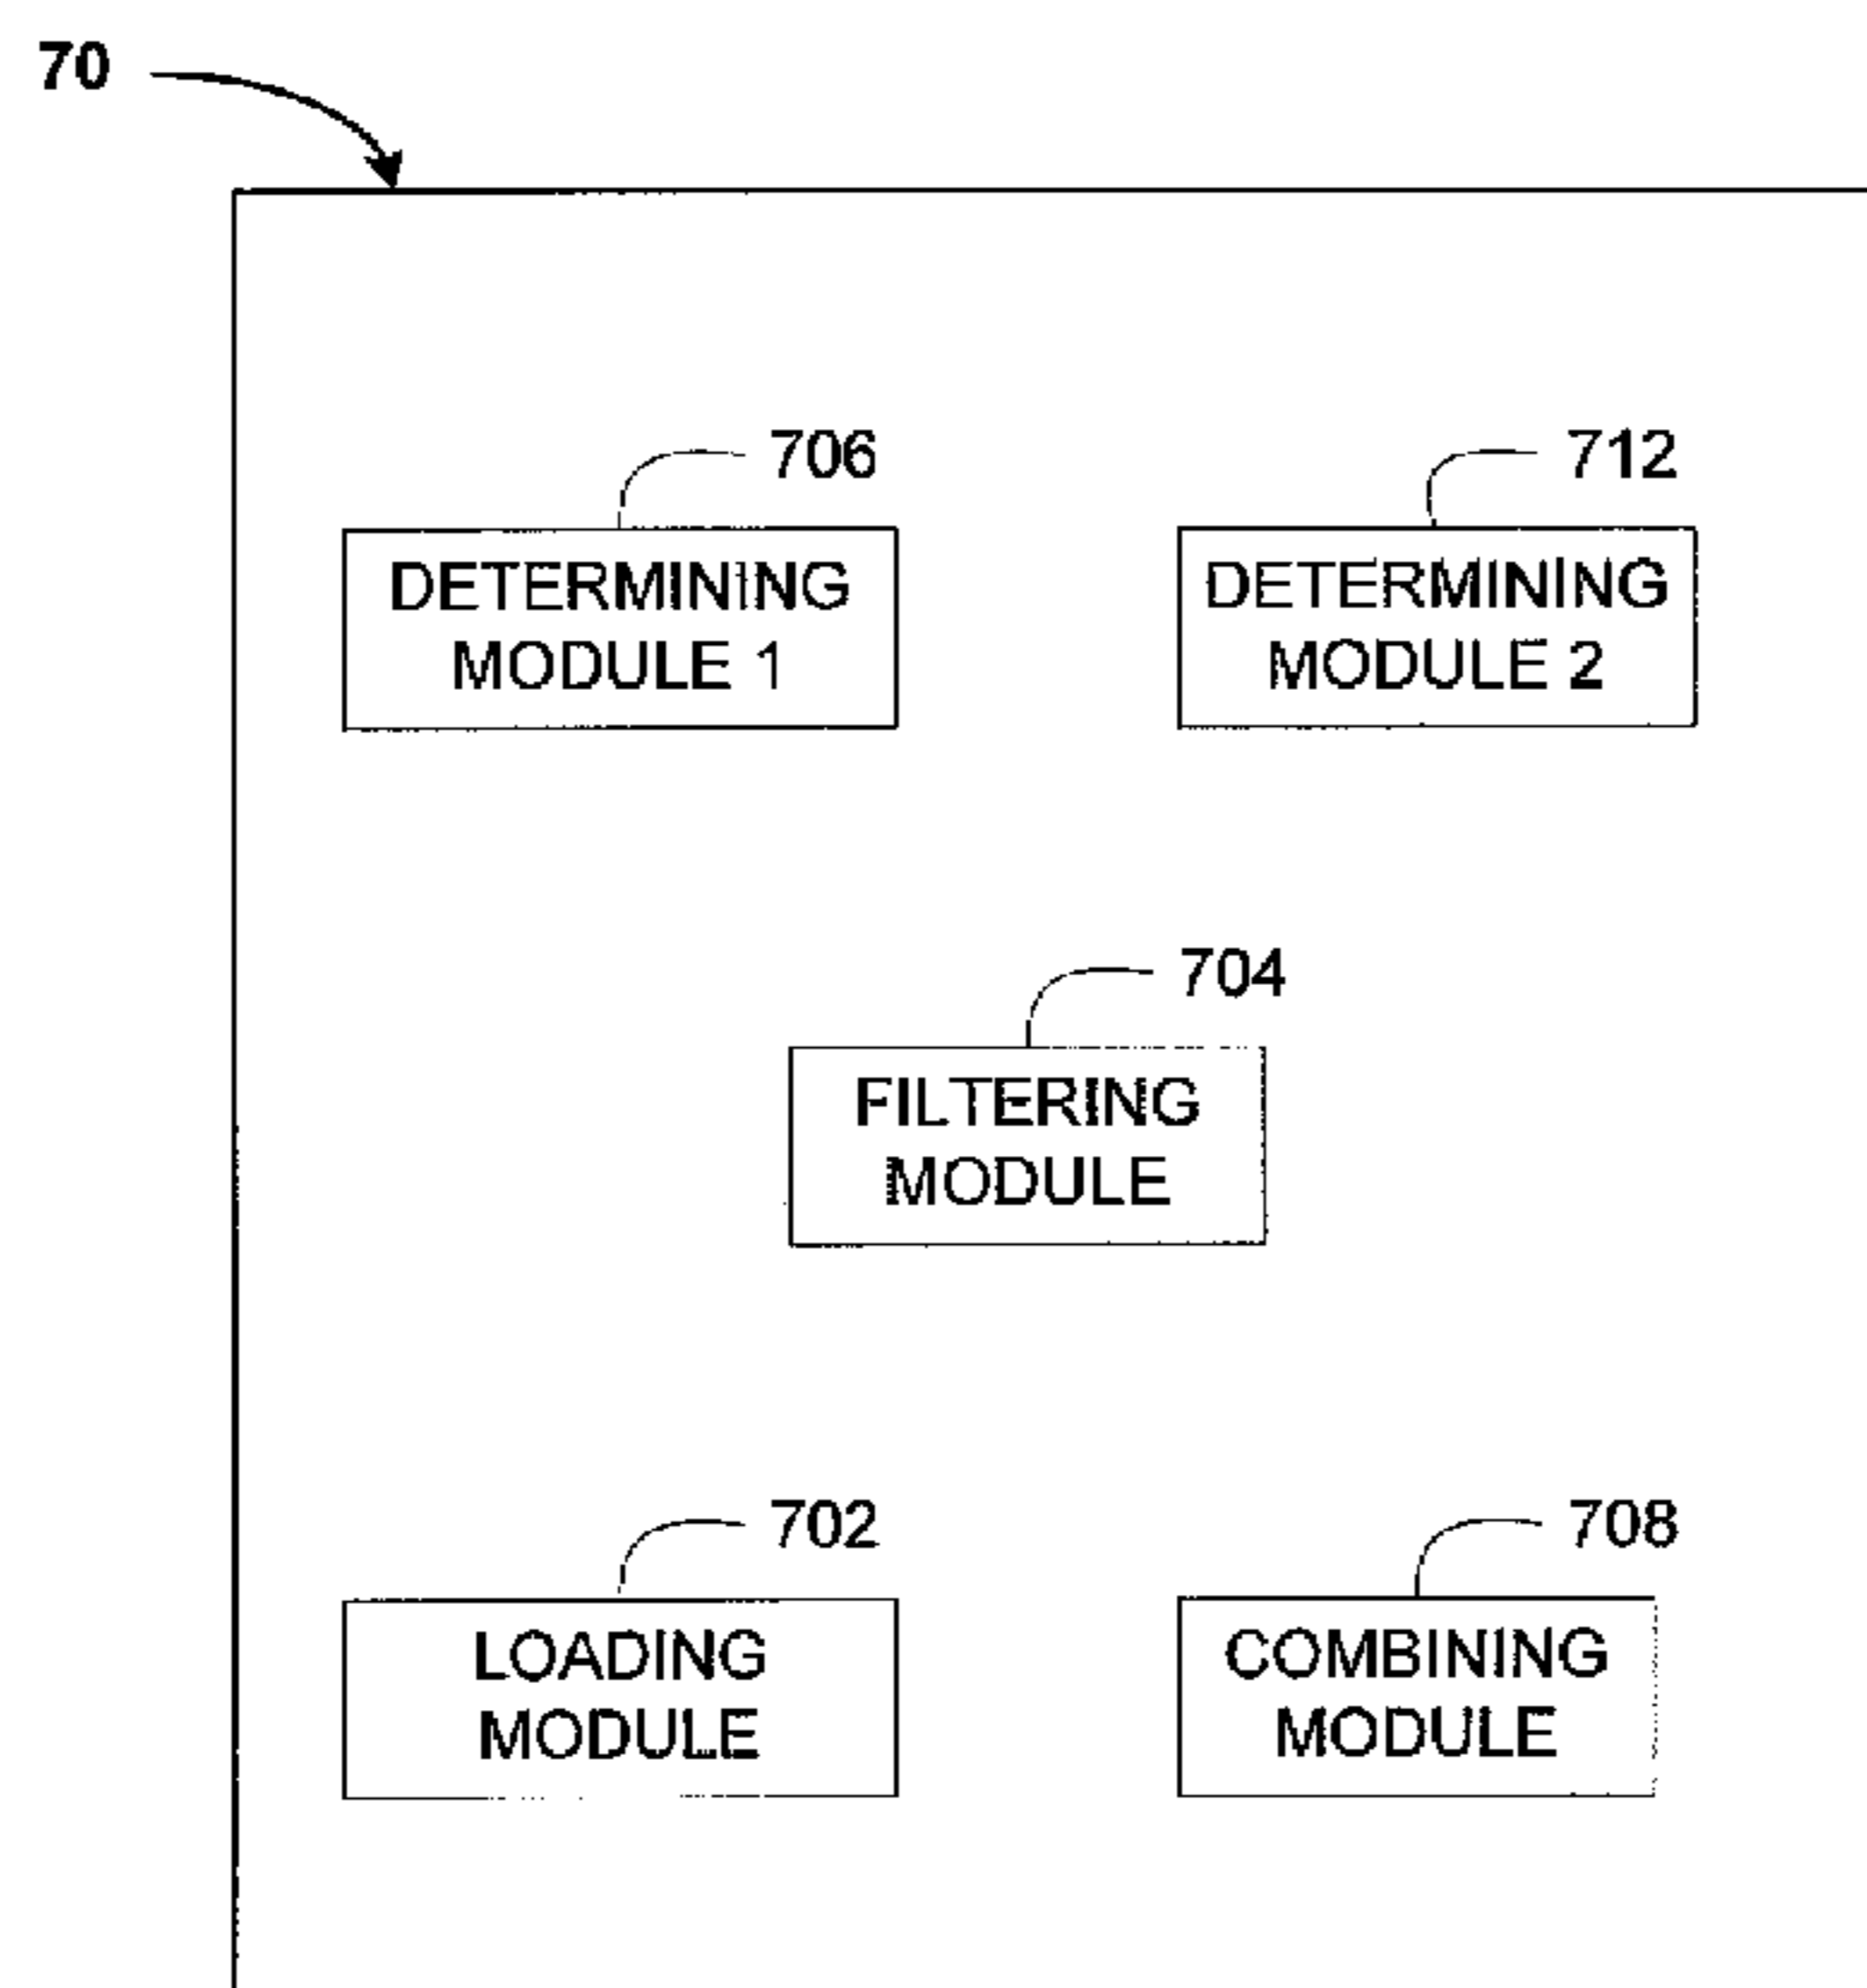 70
706
712
DETERMINING
MODULE 1
DETERMINING
MODULE 2
704
FILTERING
MODULE
702
708
LOADING
MODULE
COMBINING
MODULE